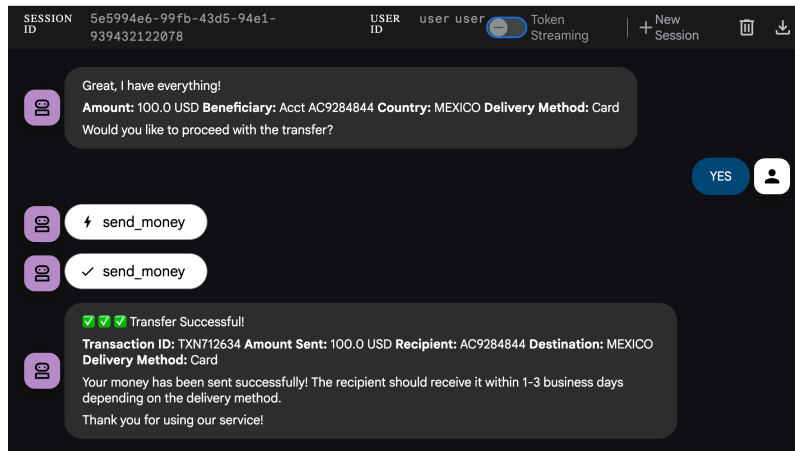 SESSION ID 5e5994e6-99fb-43d5-94e1-939432122078 USER ID user user Token Streaming New Session
Great, I have everything!
Amount: 100.0 USD Beneficiary: Acct AC9284844 Country: MEXICO Delivery Method: Card
Would you like to proceed with the transfer?
YES
send_money
send_money
Transfer Successful!
Transaction ID: TXN712634 Amount Sent: 100.0 USD Recipient: AC9284844 Destination: MEXICO
Delivery Method: Card
Your money has been sent successfully! The recipient should receive it within 1-3 business days
depending on the delivery method.
Thank you for using our service!